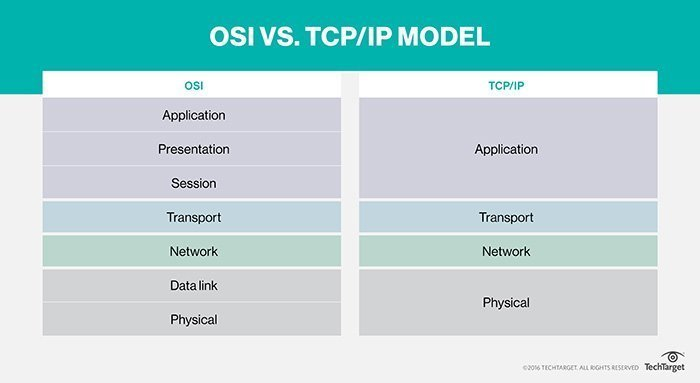 OSI VS. TCP/IP MODEL
OSI
TCP/IP
Application
Presentation
Session
Application
Transport
Transport
Network
Network
Data link
Physical
Physical
©2016 TECHTARGET. ALL RIGHTS RESERVED
TechTarget